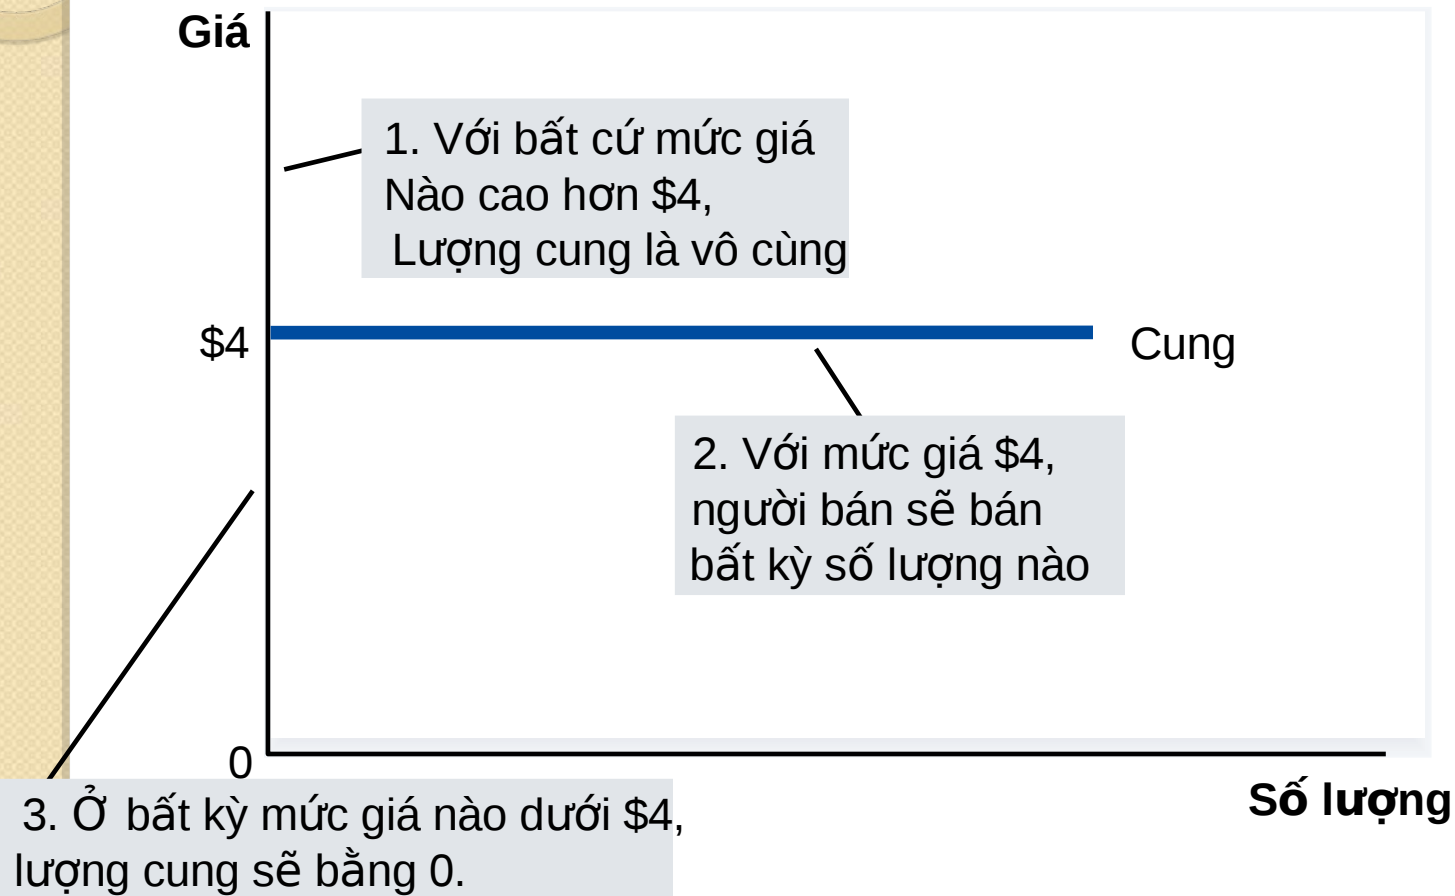 Giá
1. Với bất cứ mức giá
Nào cao hơn $4,
Lượng cung là vô cùng
$4
Cung
2. Với mức giá $4,
người bán sẽ bán
bất kỳ số lượng nào
0
Số lượng
3. Ở bất kỳ mức giá nào dưới $4,
lượng cung sẽ bằng 0.